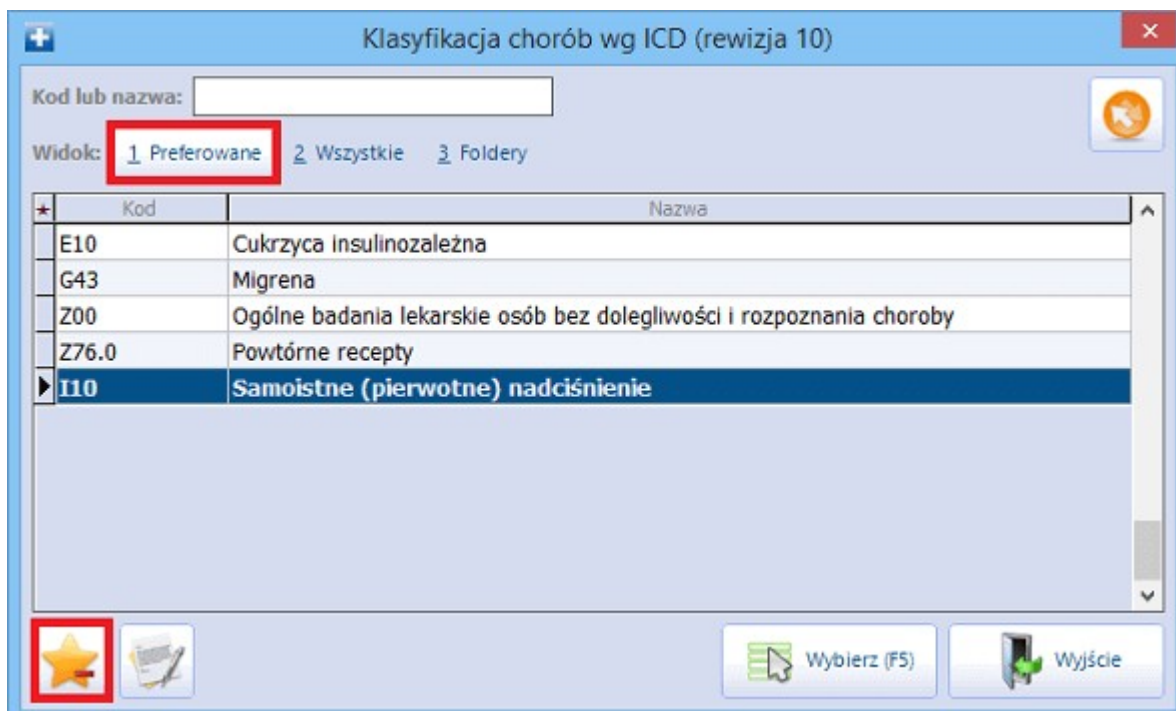 Klasyfikacja chorób wg ICD (rewizja 10)
Kod lub nazwa:
Widok: 1 Preferowane 2 Wszystkie 3 Foldery
Kod Nazwa
E10 Cukrzyca insulinozależna
G43 Migrena
Z00 Ogólne badania lekarskie osób bez dolegliwości i rozpoznania choroby
Z76.0 Powtórne recepty
I10 Samoistne (pierwotne) nadciśnienie
Wybierz (F5) Wyjście